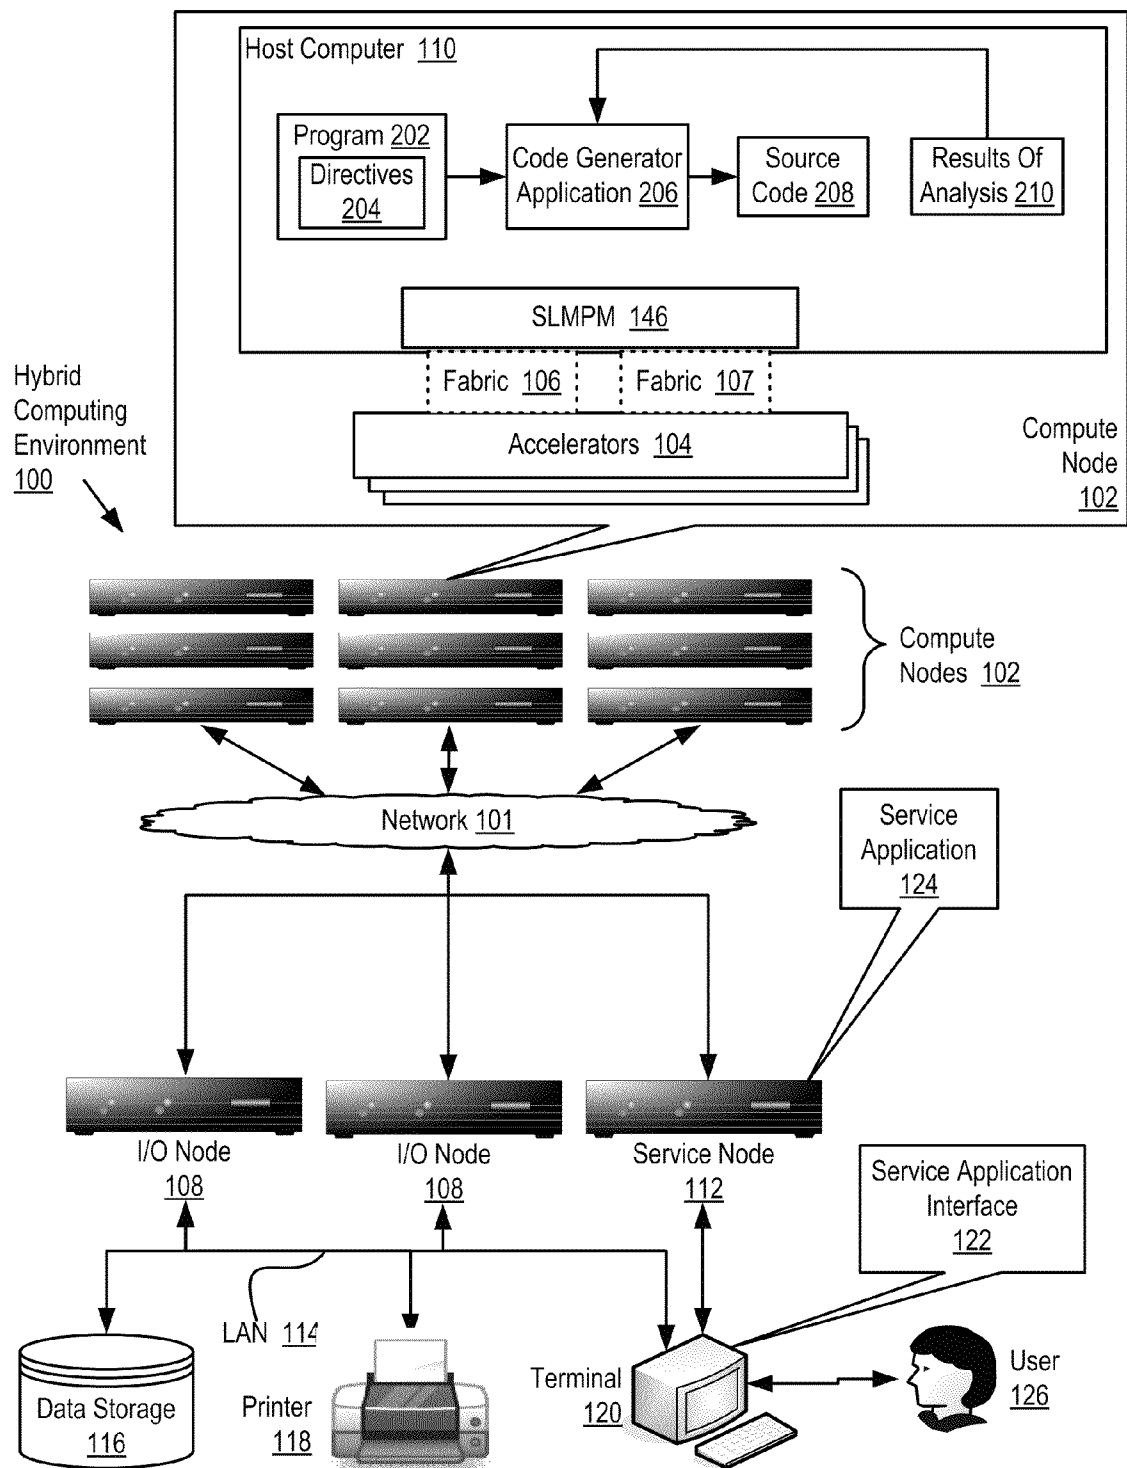 Host Computer 110
Program 202
Directives
204
Code Generator
Application 206
Source
Code 208
Results Of
Analysis 210
SLMPM 146
Fabric 106
Fabric 107
Accelerators 104
Compute
Node
102
Hybrid
Computing
Environment
100
Compute
Nodes 102
Network 101
Service
Application
124
I/O Node
108
I/O Node
108
Service Node
112
Service Application
Interface
122
LAN 114
Data Storage
116
Printer
118
Terminal
120
User
126